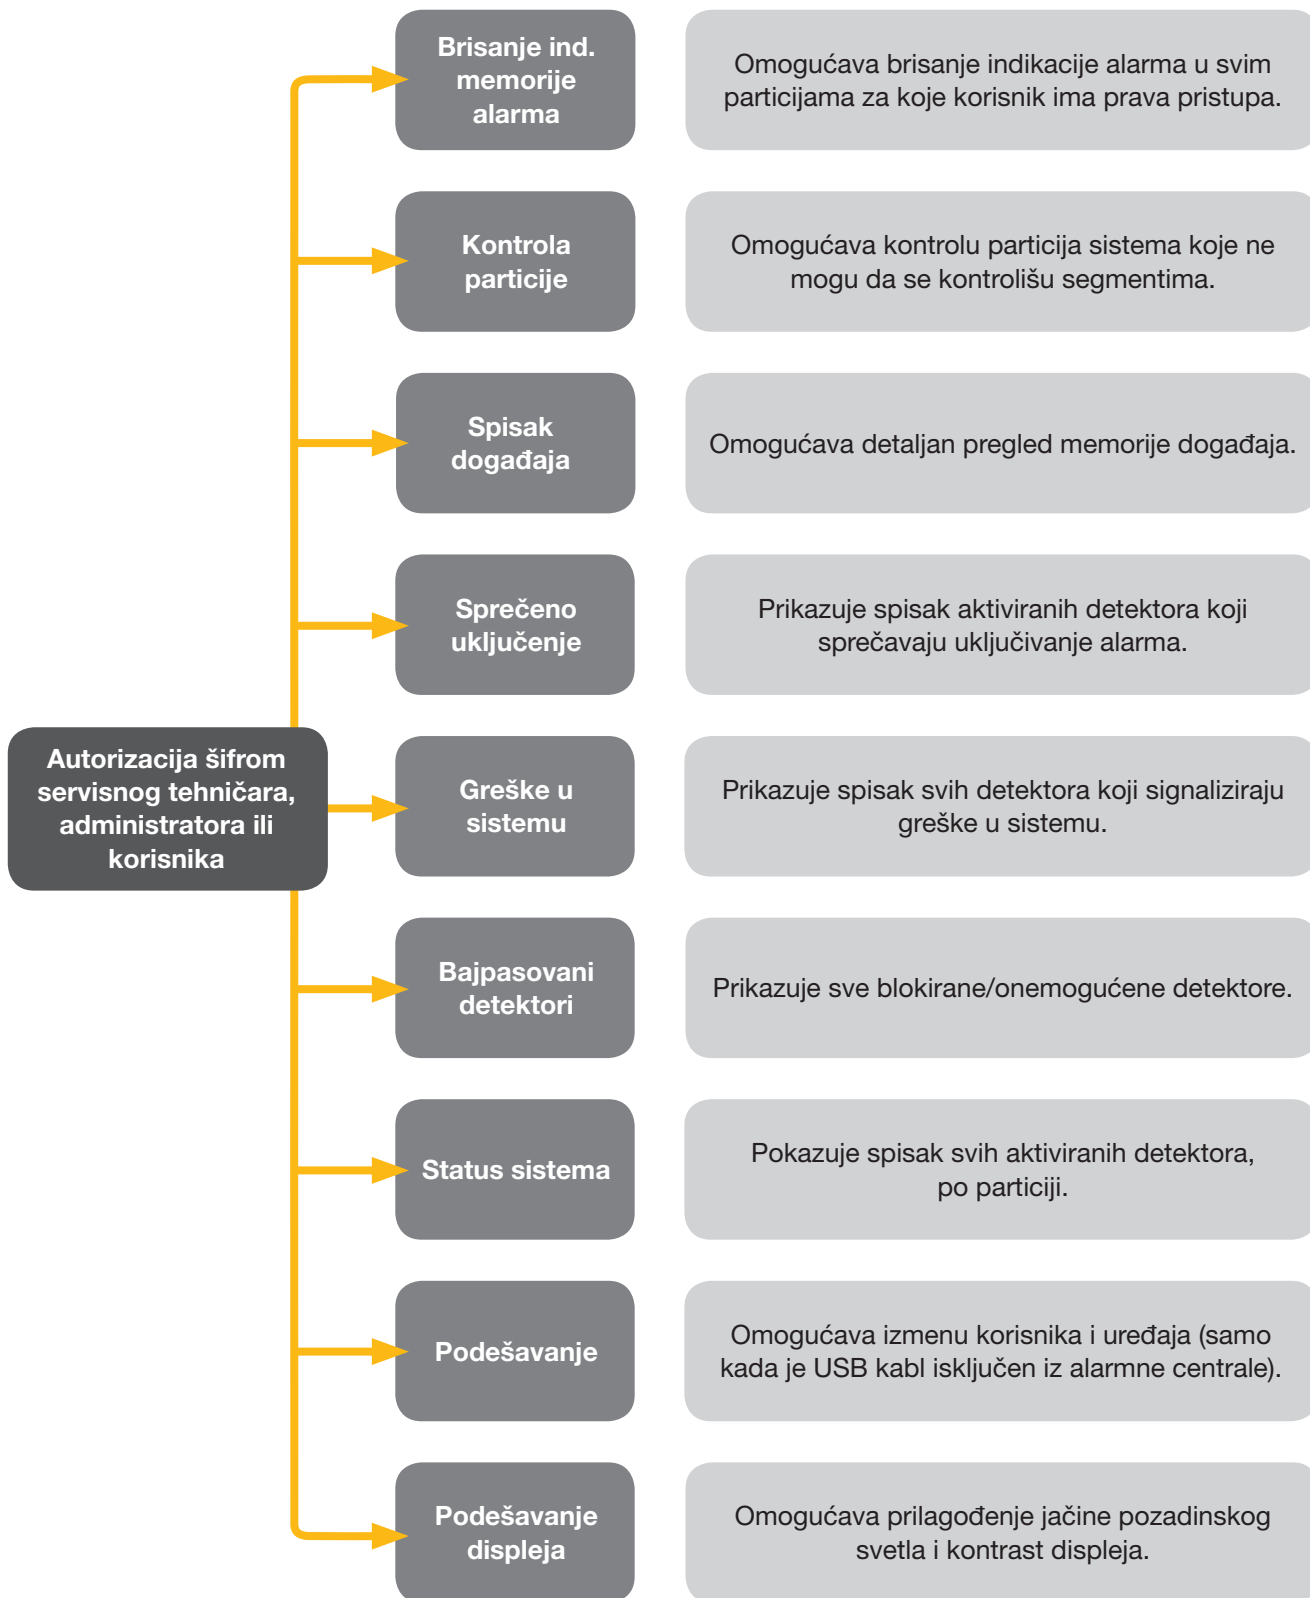 Brisanje ind.
memorije
alarma
Omogućava brisanje indikacije alarma u svim
particijama za koje korisnik ima prava pristupa.
Kontrola
particije
Omogućava kontrolu particija sistema koje ne
mogu da se kontrolišu segmentima.
Spisak
događaja
Omogućava detaljan pregled memorije događaja.
Sprečeno
uključenje
Prikazuje spisak aktiviranih detektora koji
sprečavaju uključivanje alarma.
Autorizacija šifrom
servisnog tehničara,
administratora ili
korisnika
Greške u
sistemu
Prikazuje spisak svih detektora koji signaliziraju
greške u sistemu.
Bajpasovani
detektori
Prikazuje sve blokirane/onemogućene detektore.
Status sistema
Pokazuje spisak svih aktiviranih detektora,
po particiji.
Podešavanje
Omogućava izmenu korisnika i uređaja (samo
kada je USB kabl isključen iz alarmne centrale).
Podešavanje
displeja
Omogućava prilagođenje jačine pozadinskog
svetla i kontrast displeja.